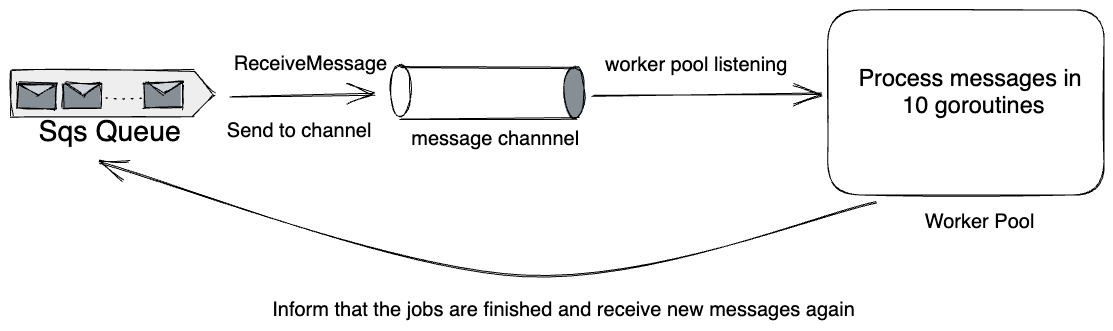 ReceiveMessage
Send to channel
Sqs Queue
message channnel
worker pool listening
Process messages in
10 goroutines
Worker Pool
Inform that the jobs are finished and receive new messages again